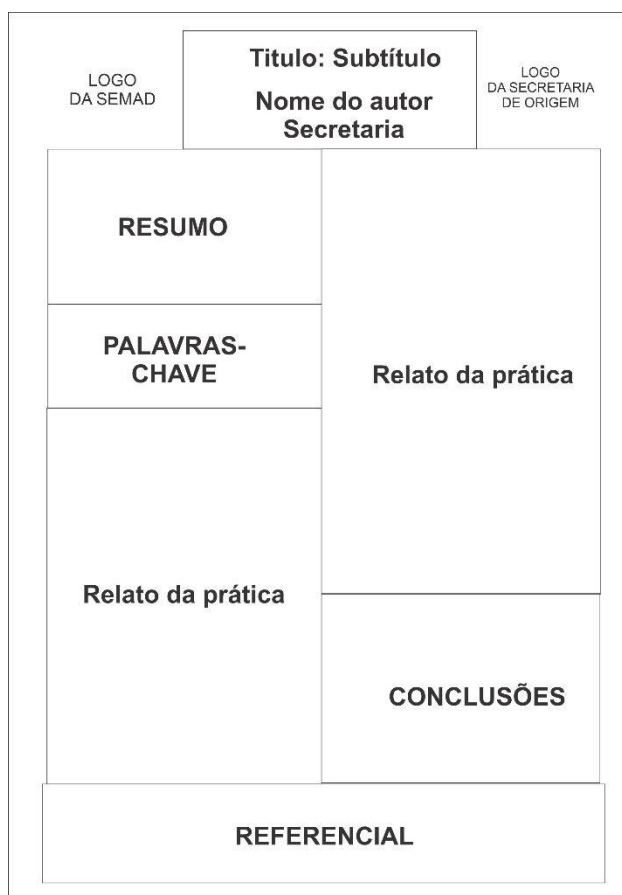 LOGO
DA SEMAD
Titulo: Subtítulo
Nome do autor
Secretaria
LOGO
DA SECRETARIA
DE ORIGEM
RESUMO
PALAVRAS-
CHAVE
Relato da prática
Relato da prática
CONCLUSÕES
REFERENCIAL